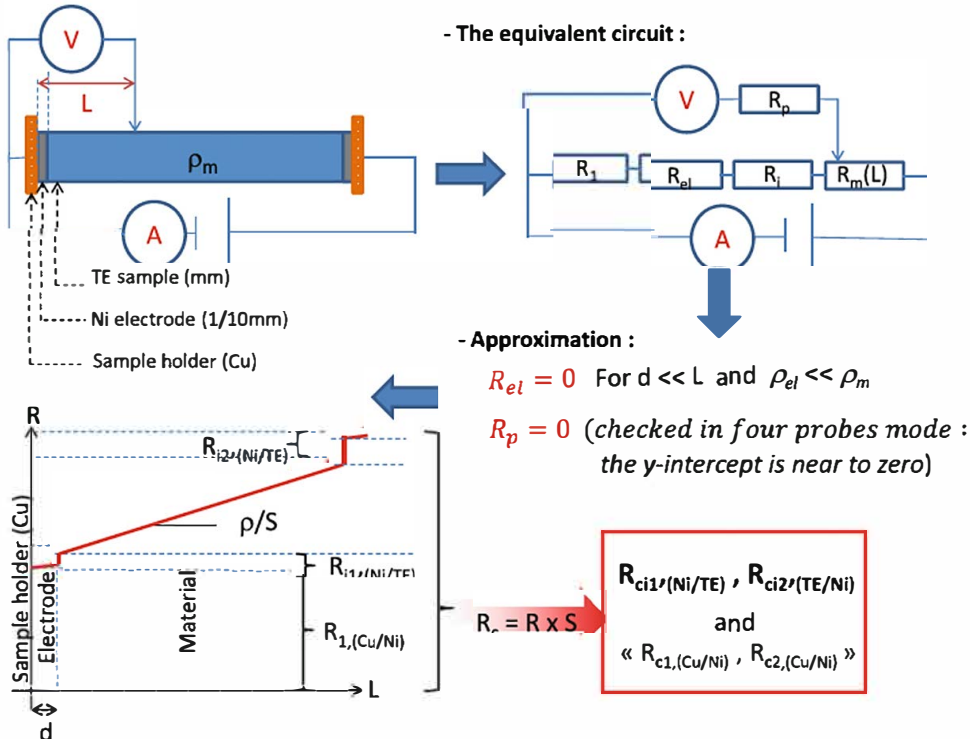 V
L
ρm
A
TE sample (mm)
Ni electrode (1/10mm)
Sample holder (Cu)
- The equivalent circuit :
V
Rp
R1
Rel
Ri
Rm(L)
A
- Approximation :
Rel = 0 For d << L and ρel << ρm
Rp = 0 (checked in four probes mode :
the y-intercept is near to zero)
R
Ri2,(Ni/TE)
ρ/S
Ri1,(Ni/TE)
R1,(Cu/Ni)
Sample holder (Cu)
Electrode
Material
L
d
= R x S
Rci1,(Ni/TE) , Rci2,(TE/Ni)
and
« Rc1,(Cu/Ni) , Rc2,(Cu/Ni) »